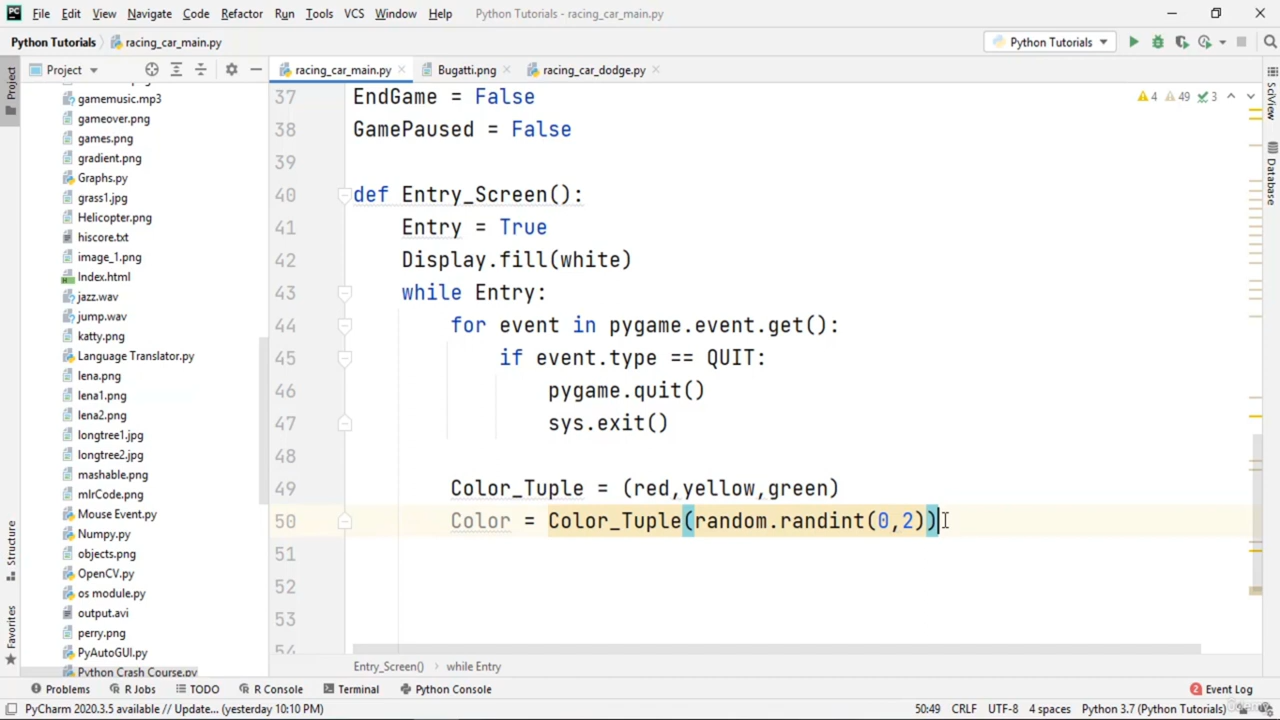 File Edit View Navigate Code Refactor Run Tools VCS Window Help Python Tutorials - racing_car_main.py
Python Tutorials racing_car_main.py Python Tutorials
Project racing_car_main.py Bugatti.png racing_car_dodge.py
Project
SciView
Database
Structure
Favorites
gamemusic.mp3
gameover.png
games.png
gradient.png
Graphs.py
grass1.jpg
Helicopter.png
hiscore.txt
image_1.png
Index.html
jazz.wav
jump.wav
katty.png
Language Translator.py
lena.png
lena1.png
lena2.png
longtree1.jpg
longtree2.jpg
mashable.png
mlrCode.png
Mouse Event.py
Numpy.py
objects.png
OpenCV.py
os module.py
output.avi
perry.png
PyAutoGUI.py
Python Crash Course.py
4 49 3
37 EndGame = False
38 GamePaused = False
39
40 def Entry_Screen():
41 Entry = True
42 Display.fill(white)
43 while Entry:
44 for event in pygame.event.get():
45 if event.type == QUIT:
46 pygame.quit()
47 sys.exit()
48
49 Color_Tuple = (red,yellow,green)
50 Color = Color_Tuple(random.randint(0,2))
51
52
53
54
Entry_Screen() › while Entry
Problems R Jobs TODO R Console Terminal Python Console 2 Event Log
PyCharm 2020.3.5 available // Update... (yesterday 10:10 PM) 50:49 CRLF UTF-8 4 spaces Python 3.7 (Python Tutorials)